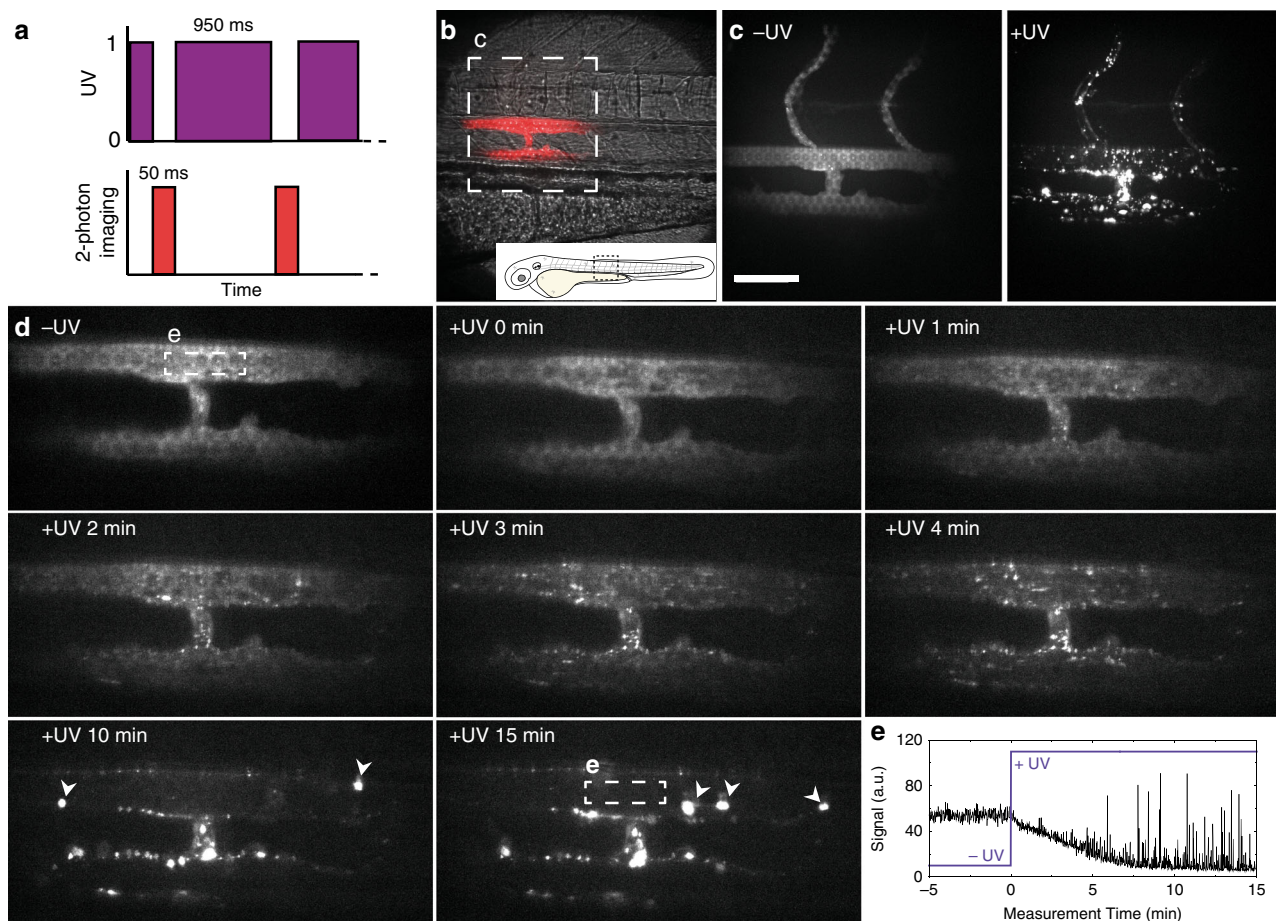 a
950 ms
1
UV
0
50 ms
2-photon
imaging
Time
b
c
c
–UV
+UV
d
–UV
e
+UV 0 min
+UV 1 min
+UV 2 min
+UV 3 min
+UV 4 min
+UV 10 min
+UV 15 min
e
e
120
80
40
0
Signal (a.u.)
+ UV
– UV
–5
0
5
10
15
Measurement Time (min)